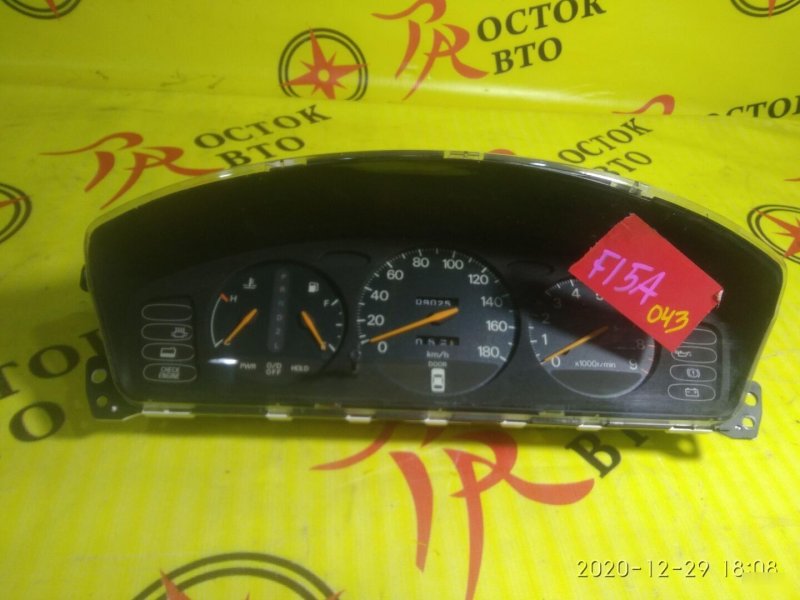 ОСТОК
ВТО
ОСТОК
ВТО
ОСТОК
ВТО
F15A
043
H
F
PWR
O/D
OFF
HOLD
CHECK
ENGINE
0
20
40
60
80
100
120
140
160
180
km/h
DOOR
0
1
2
3
4
8
9
x1000r/min
2020-12-29 18:08